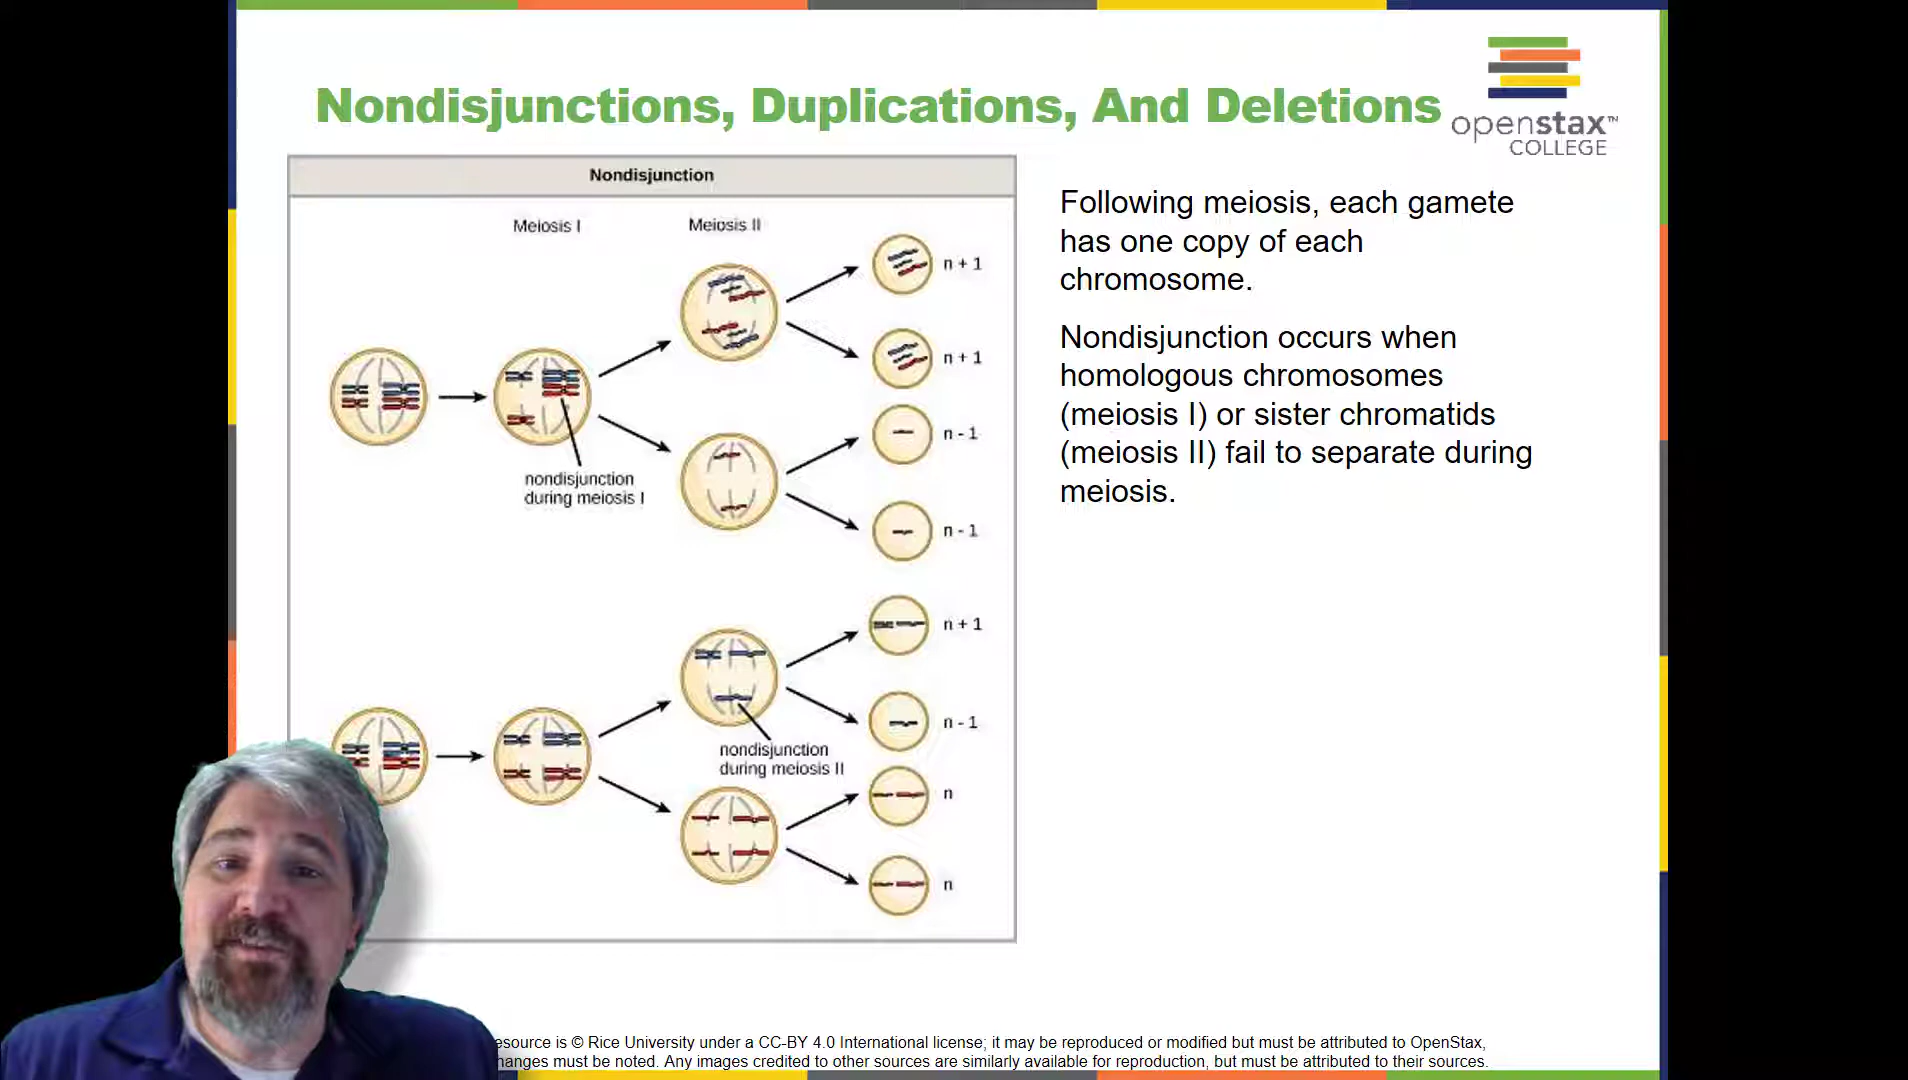 Nondisjunctions, Duplications, And Deletions
openstax™
COLLEGE
Nondisjunction
Meiosis I
Meiosis II
n + 1
n + 1
n - 1
n - 1
nondisjunction
during meiosis I
n + 1
n - 1
nondisjunction
during meiosis II
n
n
Following meiosis, each gamete
has one copy of each
chromosome.
Nondisjunction occurs when
homologous chromosomes
(meiosis I) or sister chromatids
(meiosis II) fail to separate during
meiosis.
esource is © Rice University under a CC-BY 4.0 International license; it may be reproduced or modified but must be attributed to OpenStax,
hanges must be noted. Any images credited to other sources are similarly available for reproduction, but must be attributed to their sources.